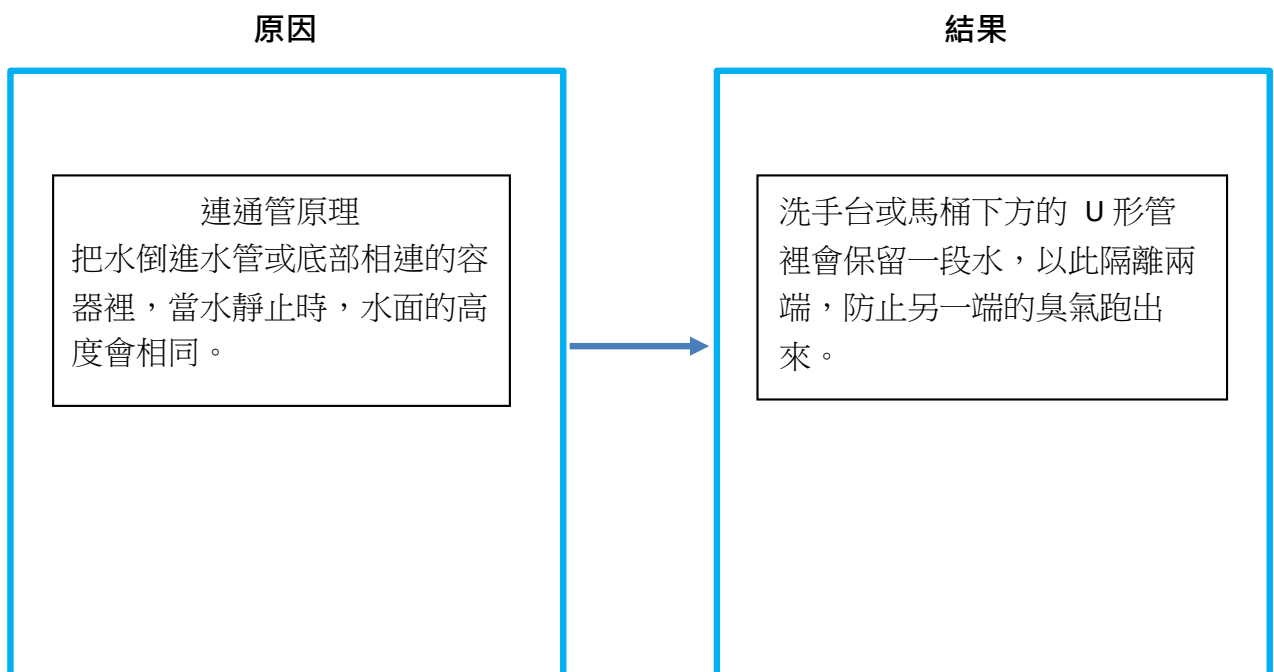 原因
結果
連通管原理
把水倒進水管或底部相連的容
器裡，當水靜止時，水面的高
度會相同。
洗手台或馬桶下方的 U 形管
裡會保留一段水，以此隔離兩
端，防止另一端的臭氣跑出
來。